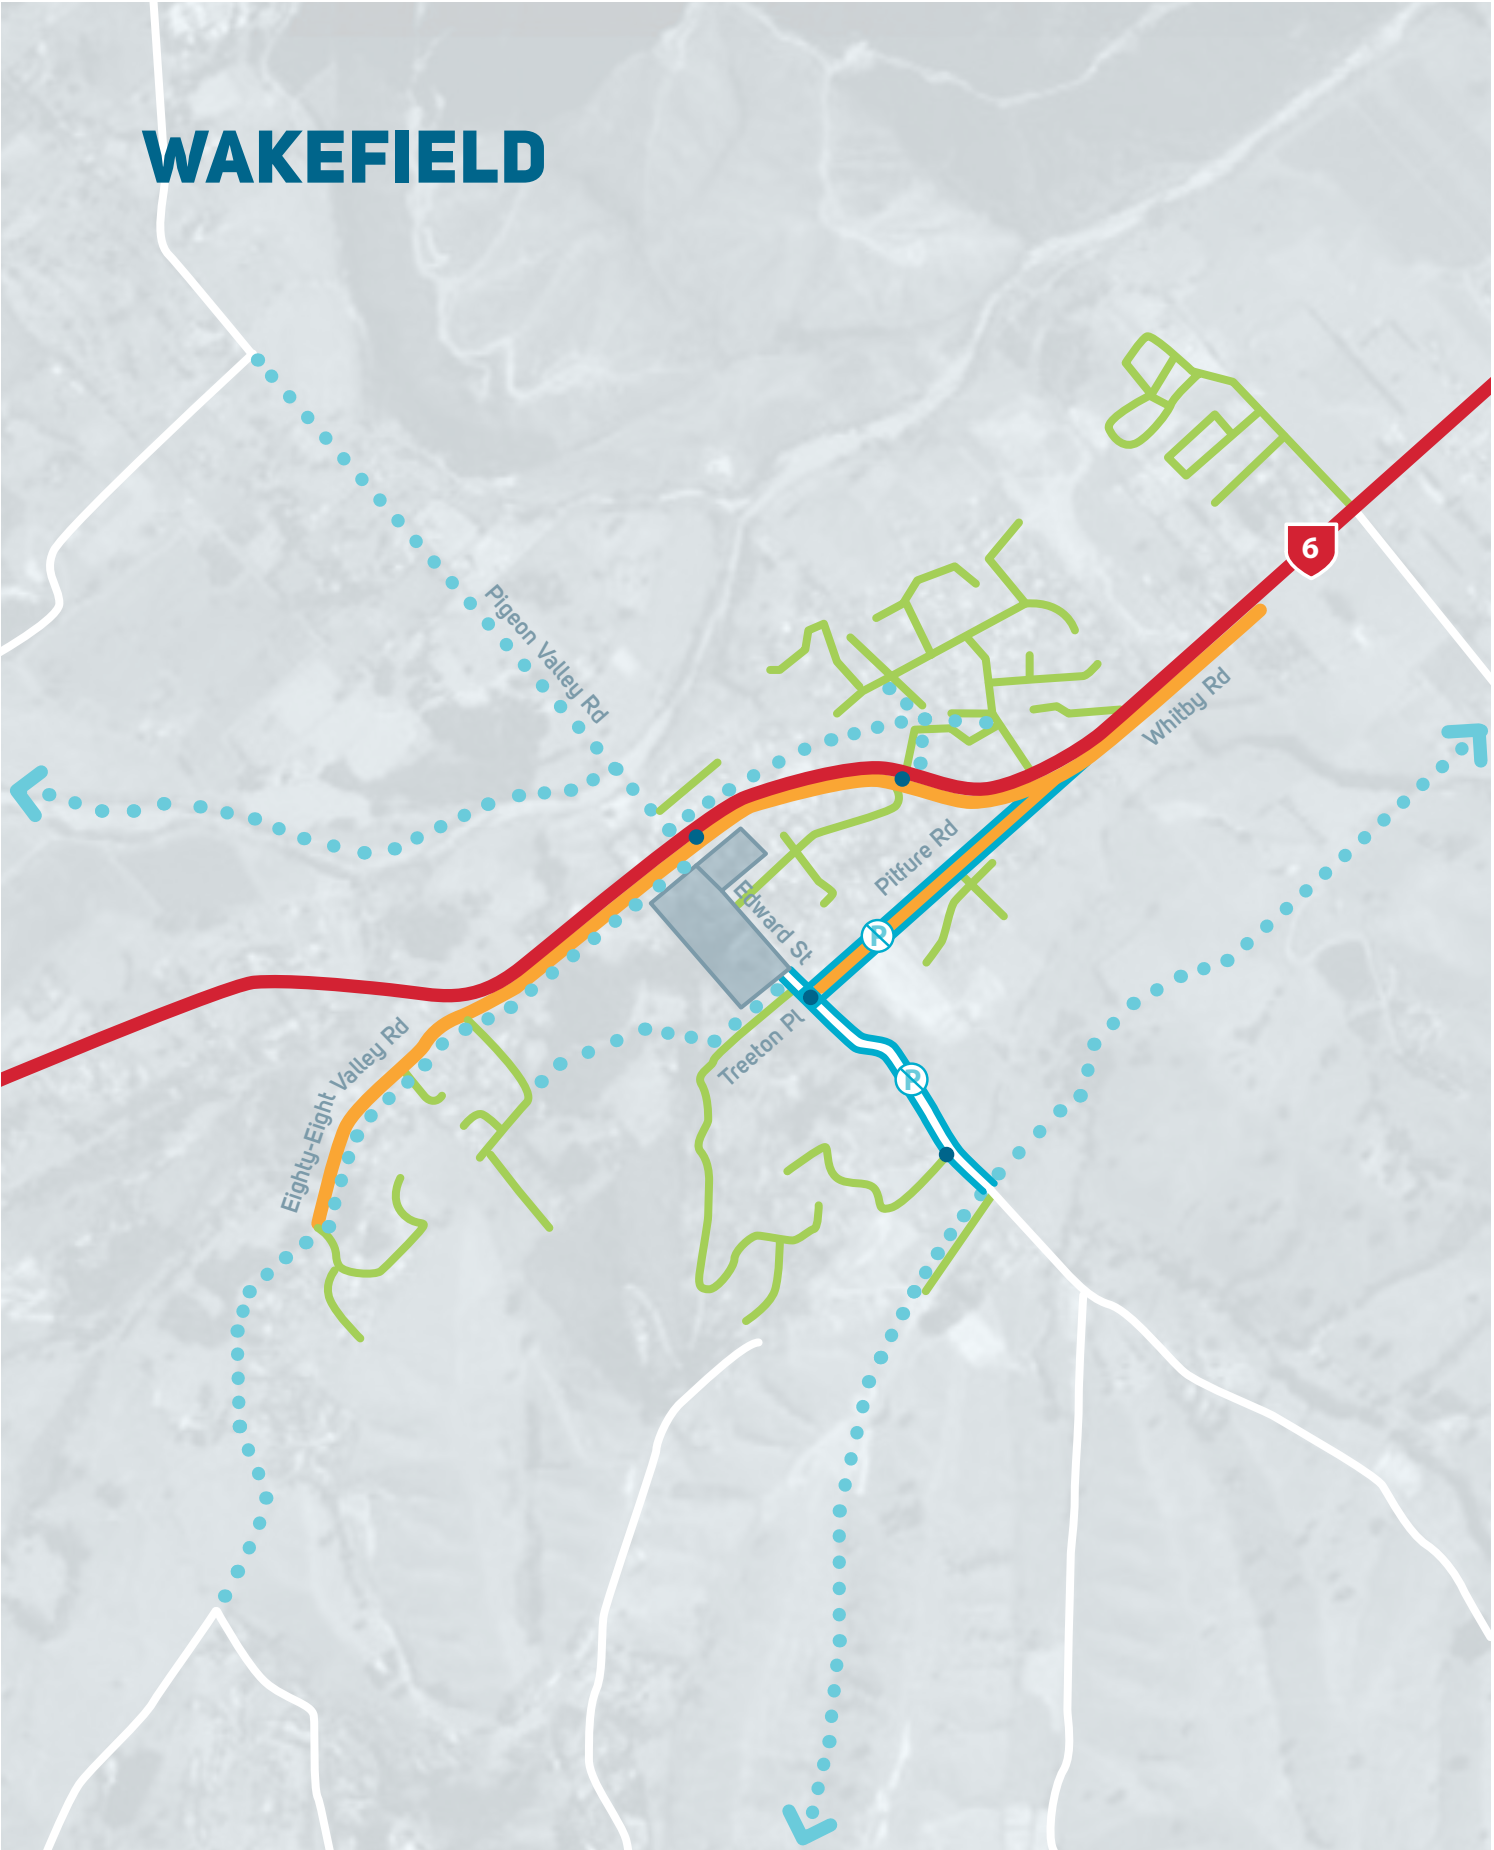 WAKEFIELD
6
Pigeon Valley Rd
Whitby Rd
Pitfure Rd
Edward St
P
Treeton Pl
P
Eighty-Eight Valley Rd